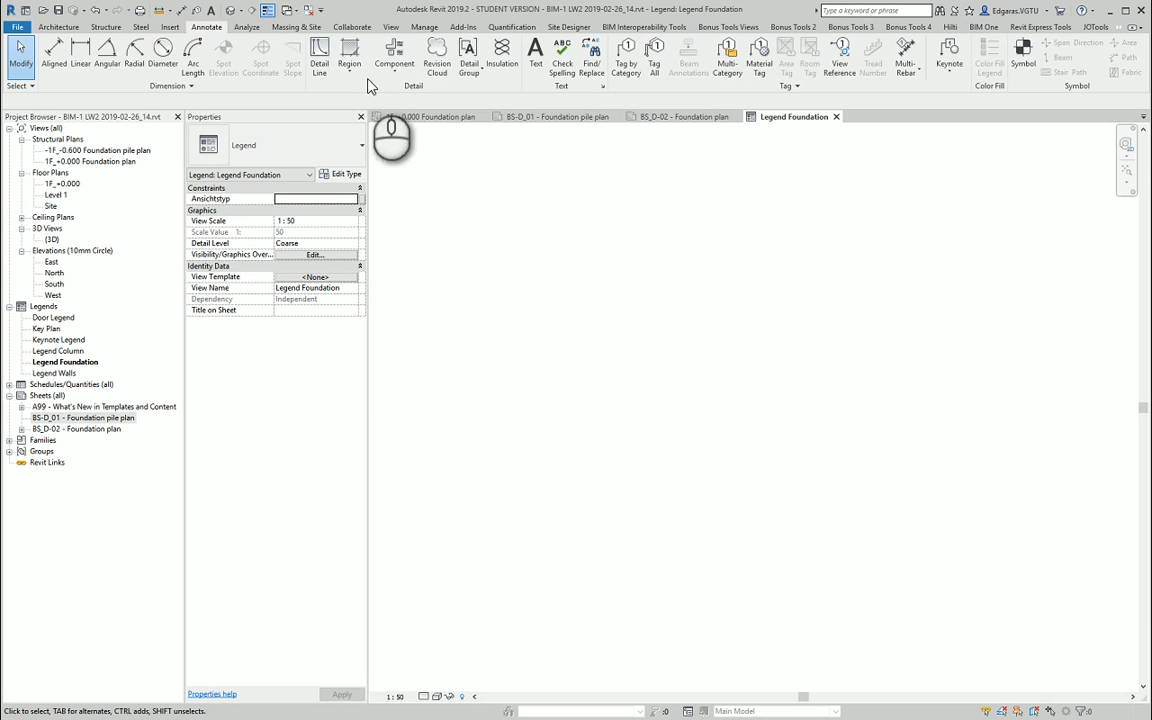 Autodesk Revit 2019.2 - STUDENT VERSION - BIM-1 LW2 2019-02-26_14.rvt - Legend: Legend Foundation
Type a keyword or phrase
Edgaras.VGTU
File Architecture Structure Steel Insert Annotate Analyze Massing & Site Collaborate View Manage Add-Ins Quantification Site Designer BIM Interoperability Tools Bonus Tools View Bonus Tools 2 Bonus Tools 3 Bonus Tools 4 Hilti BIM One Revit Express Tools JOTools
Modify Aligned Linear Angular Radial Diameter Arc Length Spot Elevation Spot Coordinate Spot Slope Detail Line Region Component Revision Cloud Detail Group Insulation Text Check Spelling Find/ Replace Tag by Category Tag All Beam Annotations Multi- Category Material Tag Area Tag Room Tag View Reference Tread Number Multi- Rebar Keynote Color Fill Legend Symbol Span Direction Beam Stair Path Area Path Fabric
Select Dimension Detail Text Tag Color Fill Symbol
Project Browser - BIM-1 LW2 2019-02-26_14.rvt
Views (all)
Structural Plans
-1F_-0.600 Foundation pile plan
1F_+0.000 Foundation plan
Floor Plans
1F_+0.000
Level 1
Site
Ceiling Plans
3D Views
(3D)
Elevations (10mm Circle)
East
North
South
West
Legends
Door Legend
Key Plan
Keynote Legend
Legend Column
Legend Foundation
Legend Walls
Schedules/Quantities (all)
Sheets (all)
A99 - What's New in Templates and Content
BS-D_01 - Foundation pile plan
BS_D-02 - Foundation plan
Families
Groups
Revit Links
Properties
Legend
Legend: Legend Foundation Edit Type
Constraints
Ansichtstyp
Graphics
View Scale 1 : 50
Scale Value 1: 50
Detail Level Coarse
Visibility/Graphics Over... Edit...
Identity Data
View Template <None>
View Name Legend Foundation
Dependency Independent
Title on Sheet
Properties help Apply
.000 Foundation plan BS-D_01 - Foundation pile plan BS_D-02 - Foundation plan Legend Foundation
1 : 50
Click to select, TAB for alternates, CTRL adds, SHIFT unselects.
:0 Main Model :0